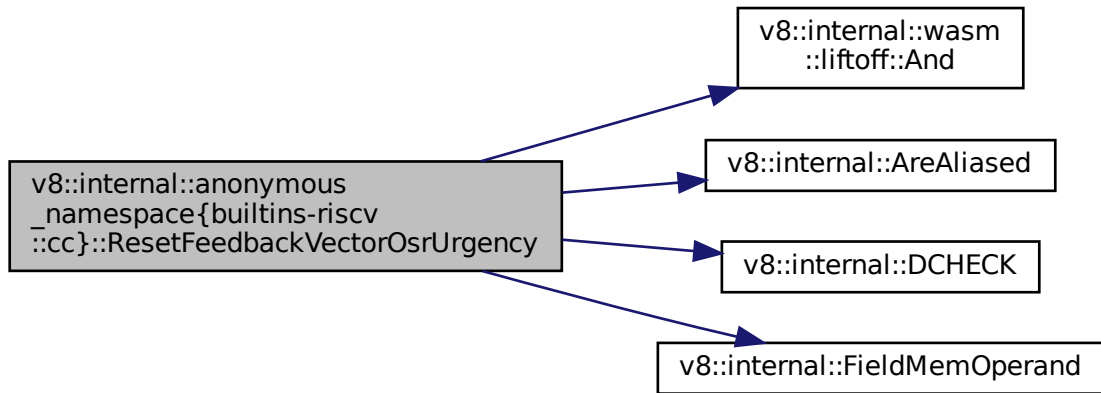 v8::internal::wasm
::liftoff::And
v8::internal::AreAliased
v8::internal::anonymous
_namespace{builtins-riscv
::cc}::ResetFeedbackVectorOsrUrgency
v8::internal::DCHECK
v8::internal::FieldMemOperand